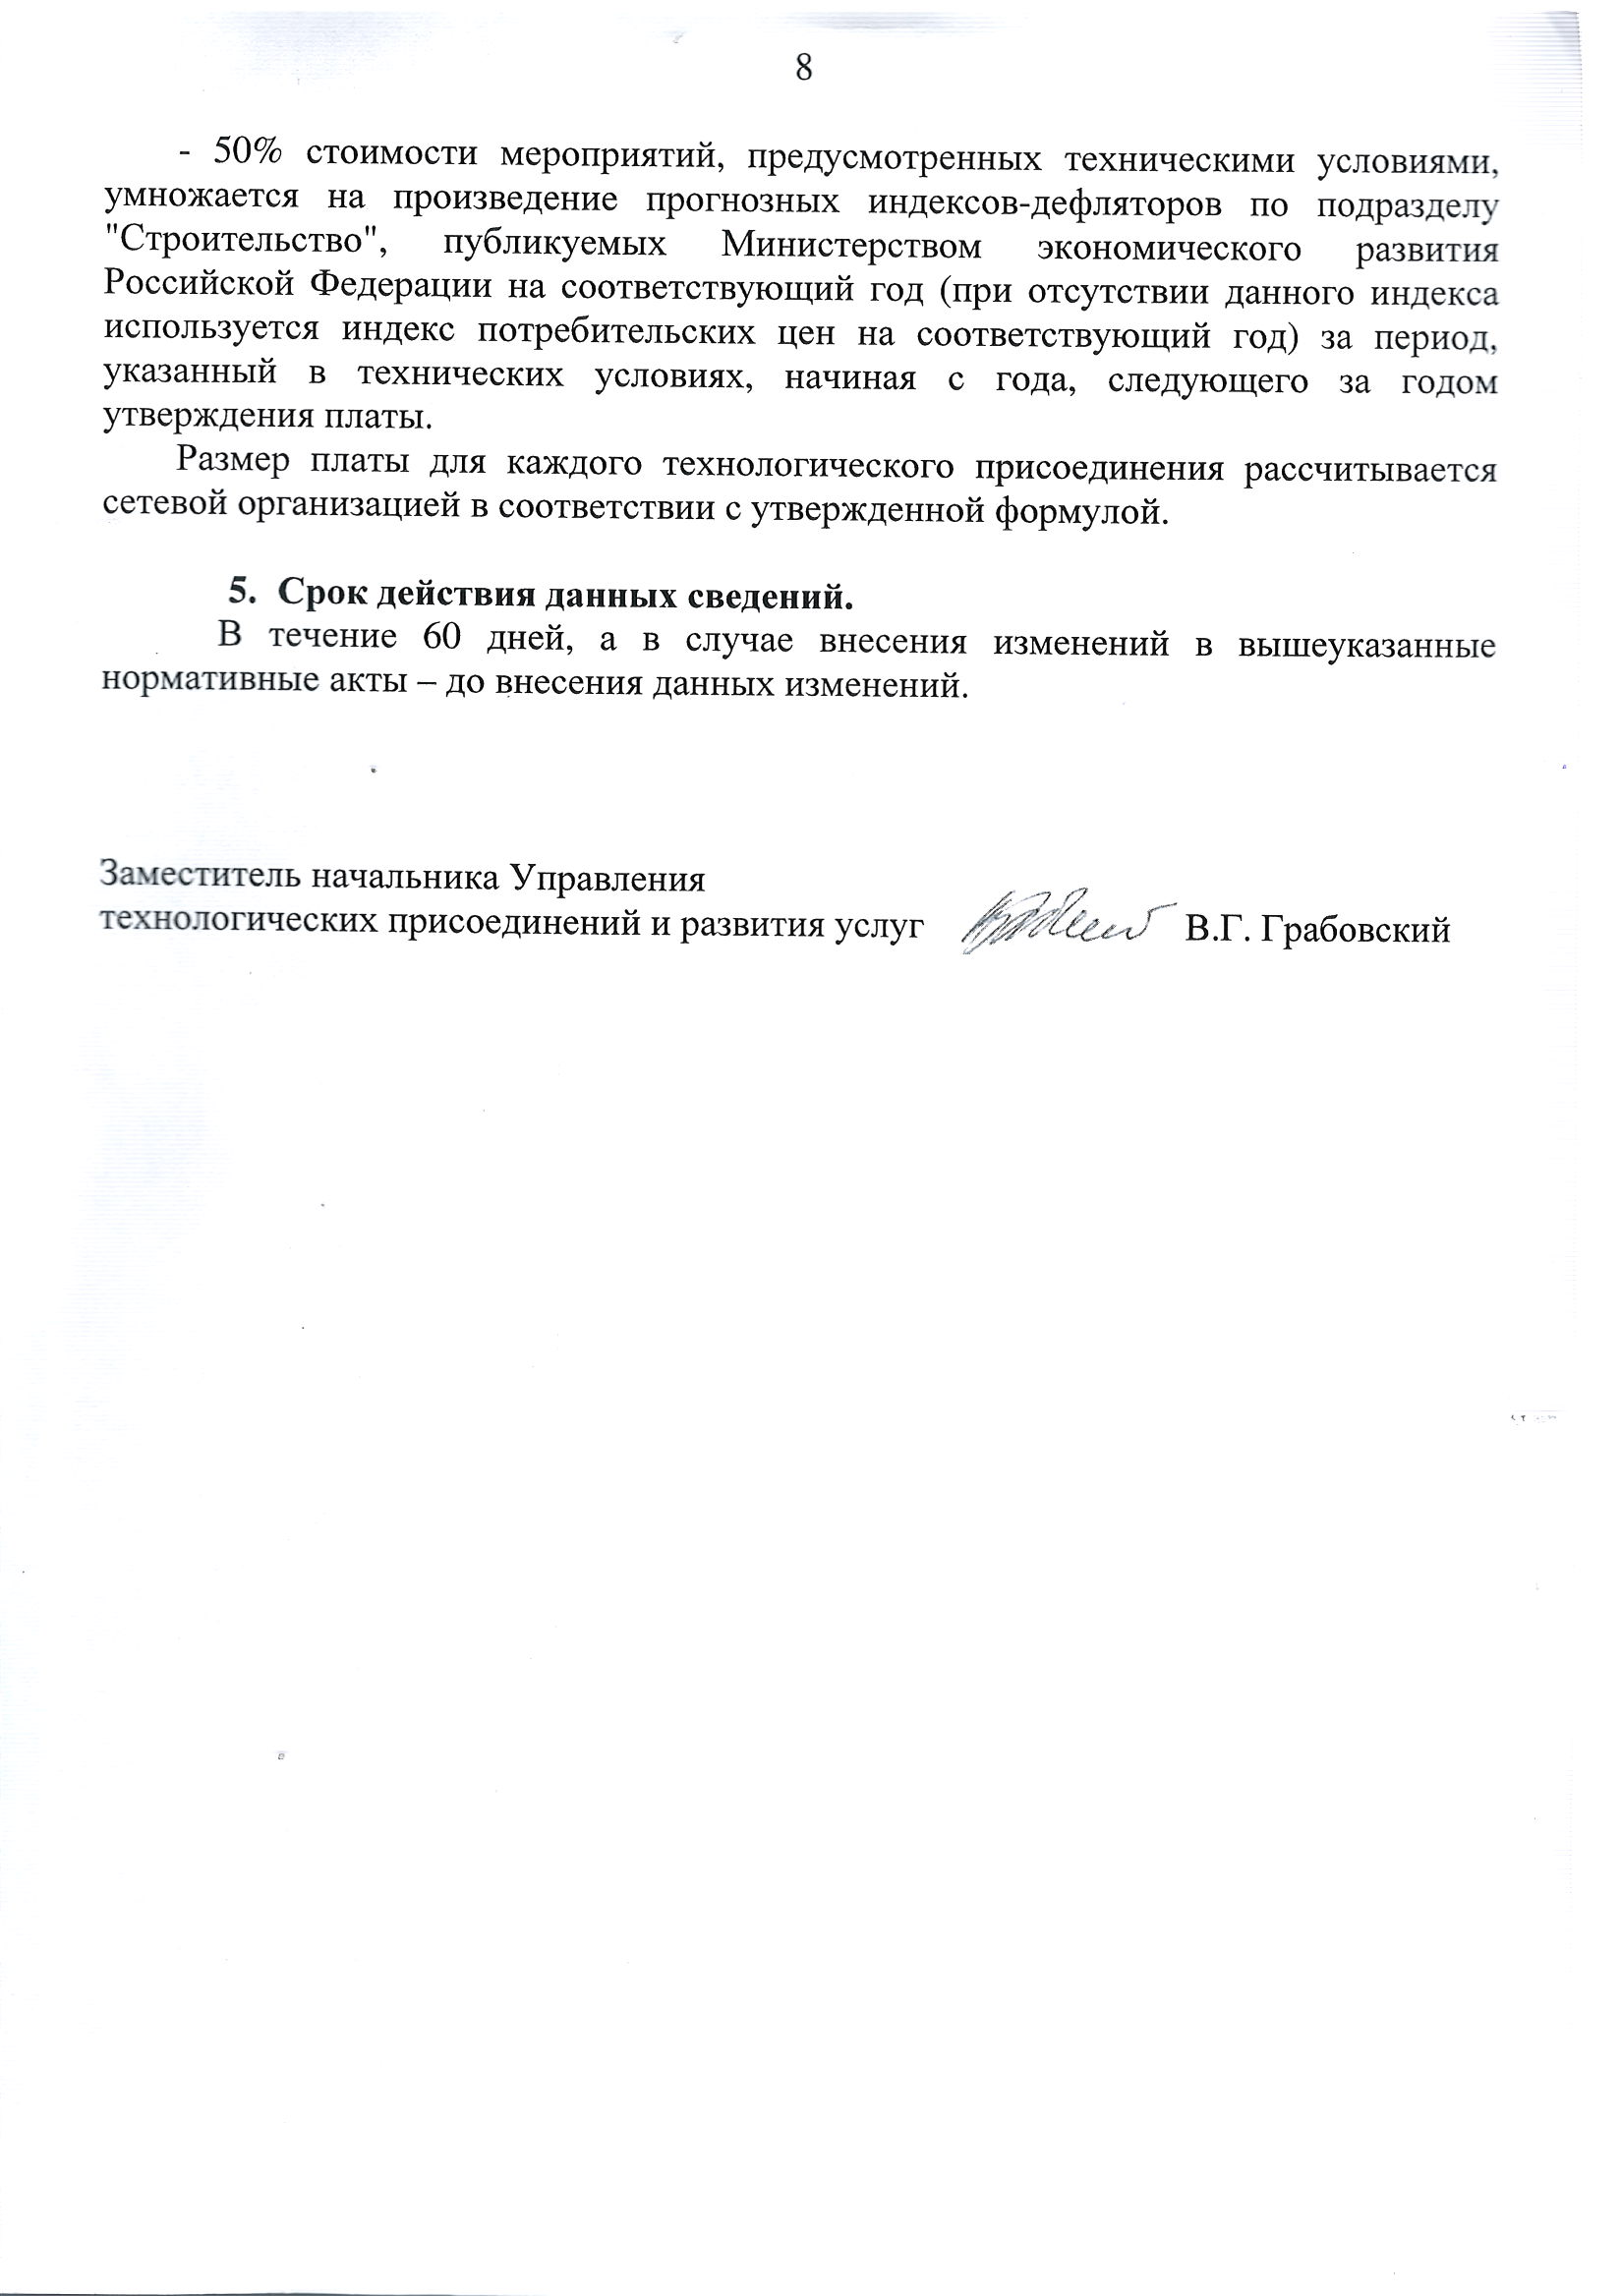 8
- 50% стоимости мероприятий, предусмотренных техническими условиями,
умножается на произведение прогнозных индексов-дефляторов по подразделу
"Строительство", публикуемых Министерством экономического развития
Российской Федерации на соответствующий год (при отсутствии данного индекса
используется индекс потребительских цен на соответствующий год) за период,
указанный в технических условиях, начиная с года, следующего за годом
утверждения платы.
Размер платы для каждого технологического присоединения рассчитывается
сетевой организацией в соответствии с утвержденной формулой.
5. Срок действия данных сведений.
В течение 60 дней, а в случае внесения изменений в вышеуказанные
нормативные акты – до внесения данных изменений.
Заместитель начальника Управления
технологических присоединений и развития услуг В.Г. Грабовский